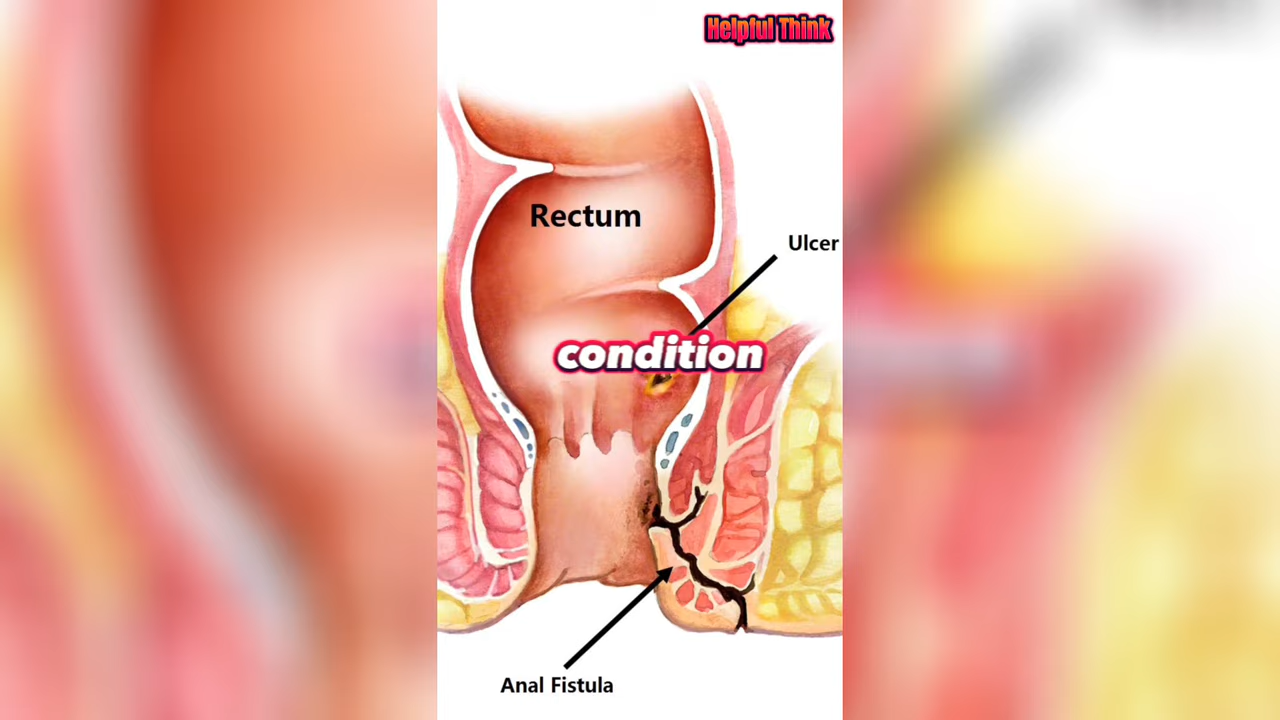 Helpful Think
Rectum
Ulcer
condition
Anal Fistula